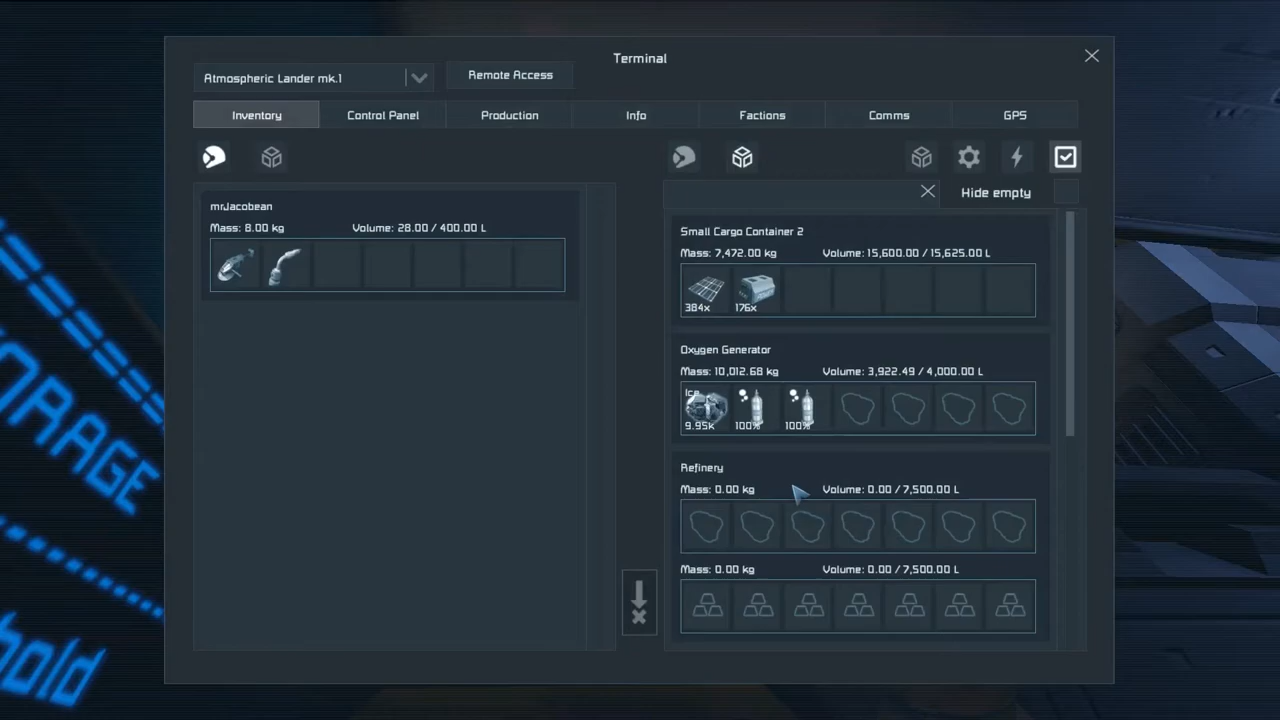 Terminal
Atmospheric Lander mk.1
Remote Access
Inventory
Control Panel
Production
Info
Factions
Comms
GPS
Hide empty
mrJacobean
Mass: 8.00 kg
Volume: 28.00 / 400.00 L
Small Cargo Container 2
Mass: 7,472.00 kg
Volume: 15,600.00 / 15,625.00 L
384x
176x
Oxygen Generator
Mass: 10,012.68 kg
Volume: 3,922.49 / 4,000.00 L
Ice
9.95K
100%
100%
Refinery
Mass: 0.00 kg
Volume: 0.00 / 7,500.00 L
Mass: 0.00 kg
Volume: 0.00 / 7,500.00 L
hold